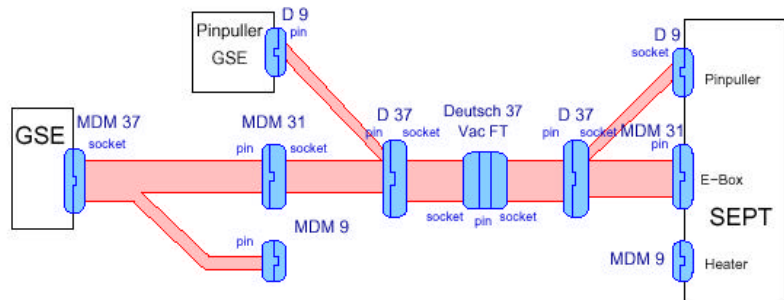 D 9
pin
Pinpuller
GSE
D 9
socket
Pinpuller
GSE
MDM 37
socket
MDM 31
pin
socket
D 37
pin
socket
Deutsch 37
Vac FT
socket
pin
socket
D 37
pin
socket
MDM 31
pin
E-Box
SEPT
pin
MDM 9
MDM 9
Heater